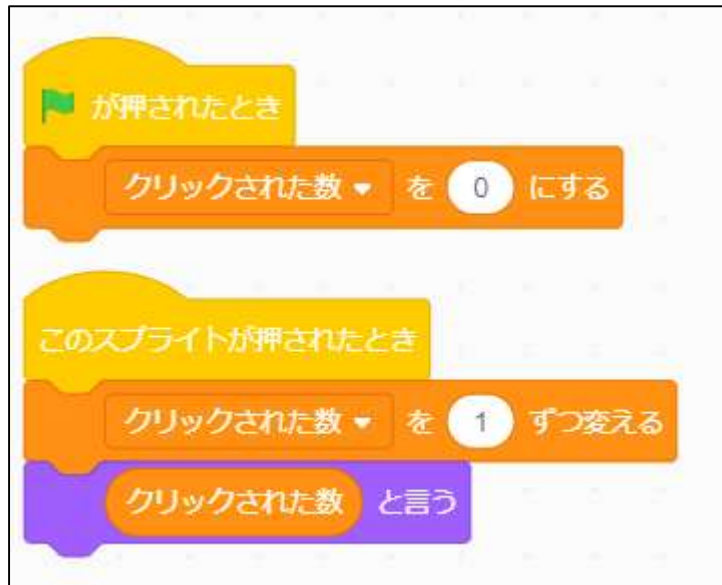 が押されたとき
クリックされた数 を 0 にする
このスプライトが押されたとき
クリックされた数 を 1 ずつ変える
クリックされた数 と言う